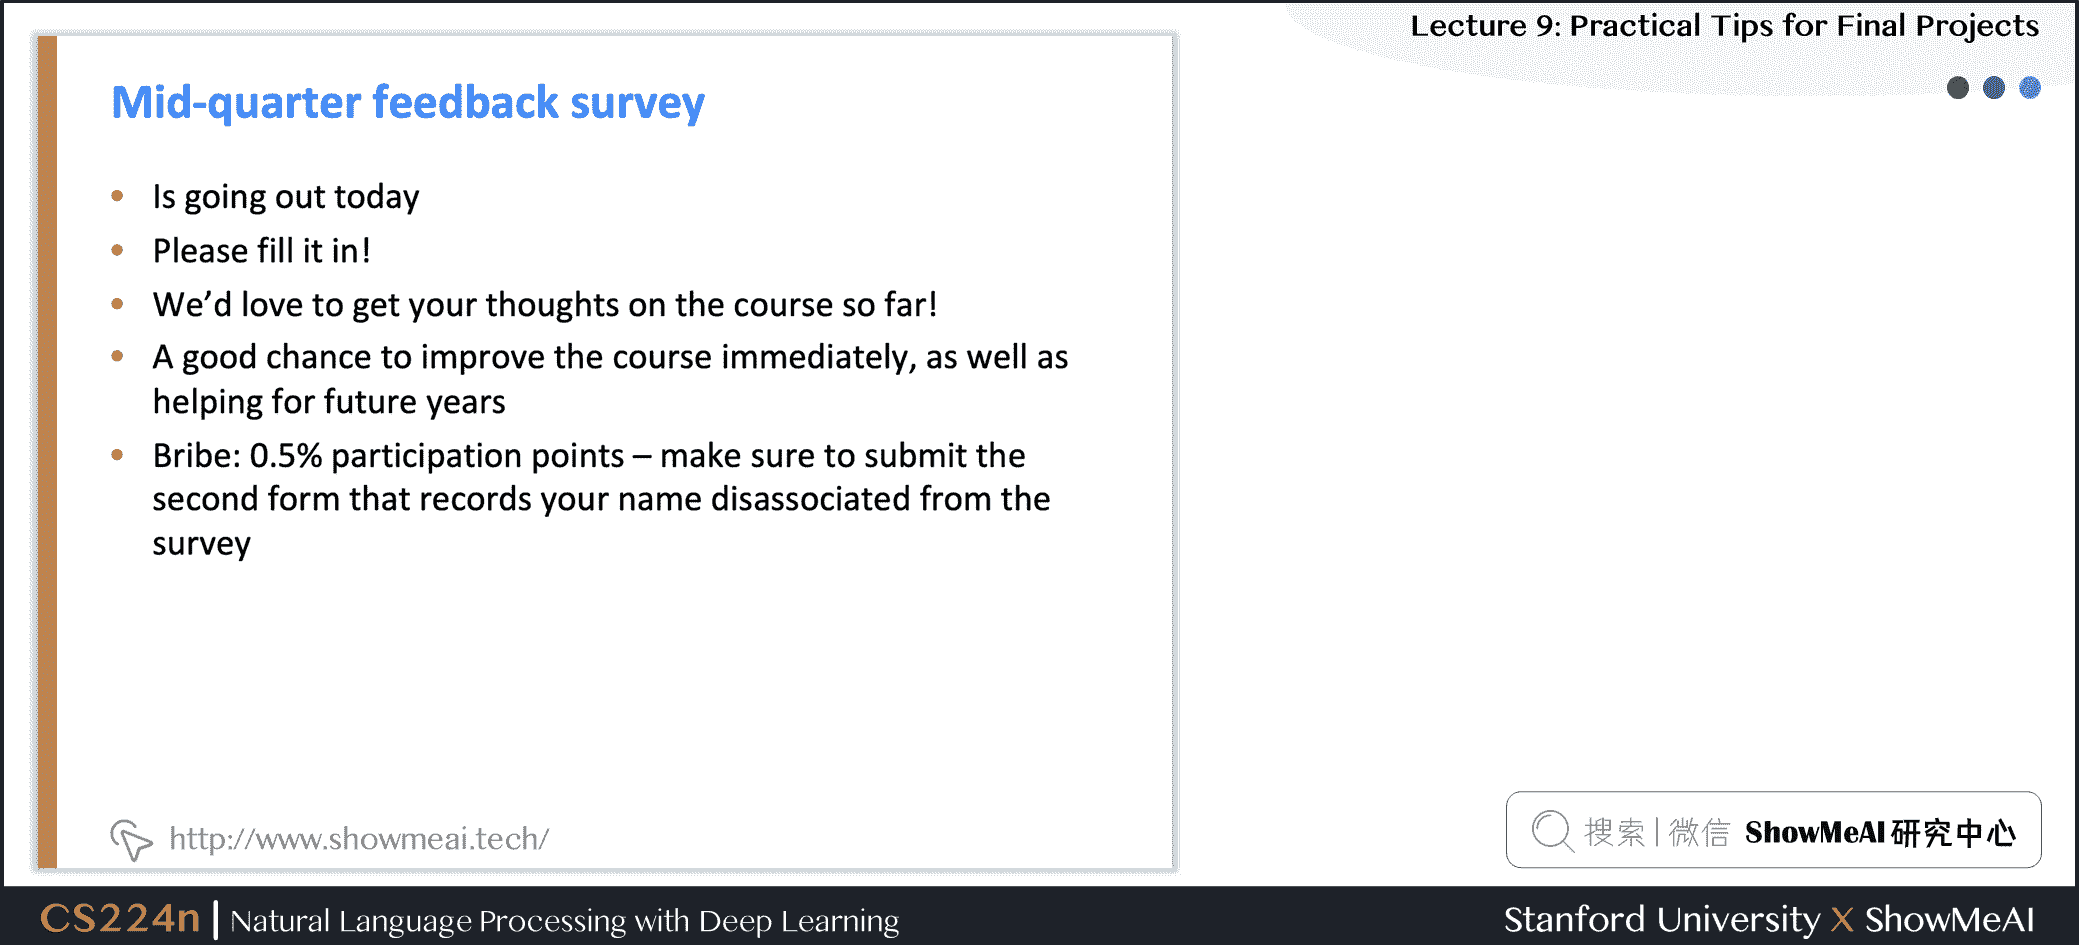 Lecture 9: Practical Tips for Final Projects
Mid-quarter feedback survey
• Is going out today
• Please fill it in!
• We’d love to get your thoughts on the course so far!
• A good chance to improve the course immediately, as well as
helping for future years
• Bribe: 0.5% participation points – make sure to submit the
second form that records your name disassociated from the
survey
http://www.showmeai.tech/
搜索 | 微信 ShowMeAI 研究中心
CS224n | Natural Language Processing with Deep Learning
Stanford University X ShowMeAI